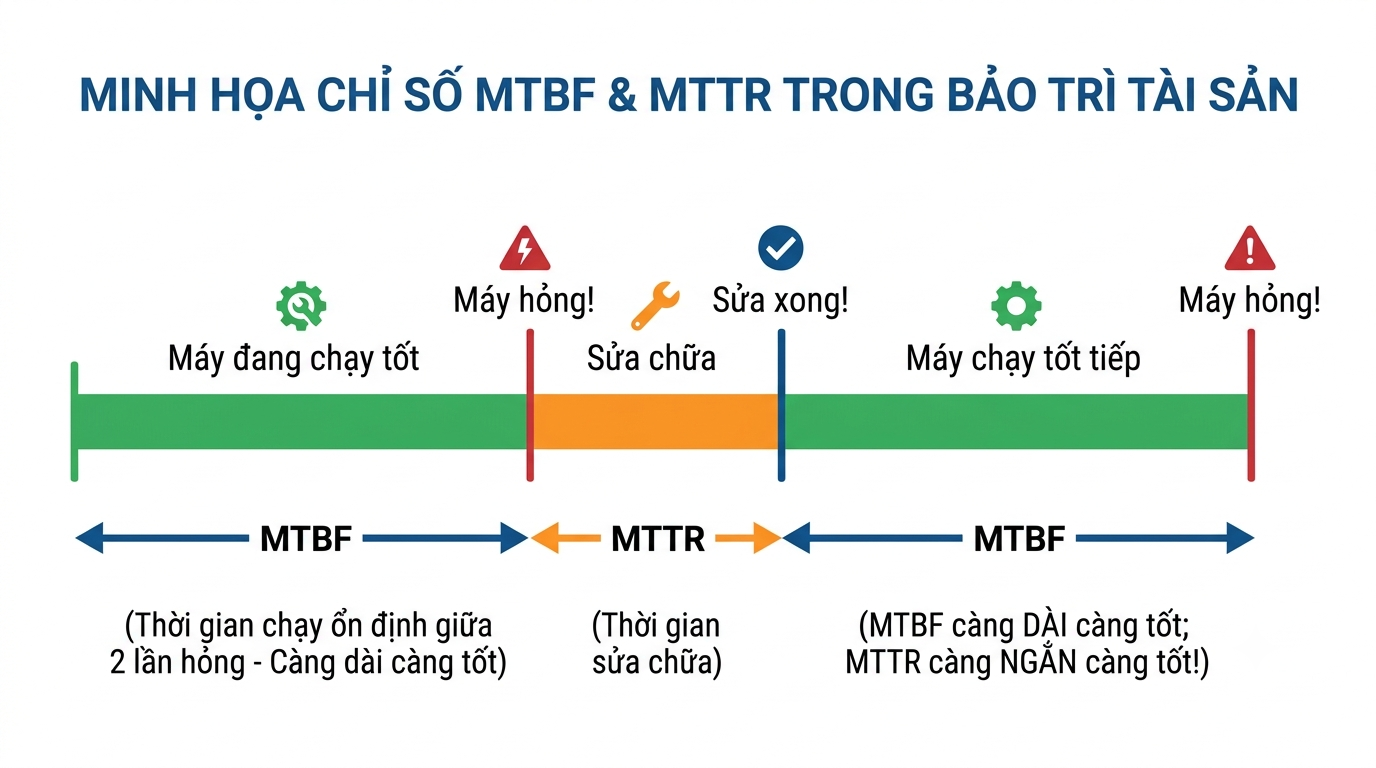 MINH HỌA CHỈ SỐ MTBF & MTTR TRONG BẢO TRÌ TÀI SẢN
Máy hỏng!
Sửa xong!
Máy hỏng!
Máy đang chạy tốt
Sửa chữa
Máy chạy tốt tiếp
MTBF
MTTR
MTBF
(Thời gian chạy ổn định giữa
2 lần hỏng - Càng dài càng tốt)
(Thời gian
sửa chữa)
(MTBF càng DÀI càng tốt;
MTTR càng NGẮN càng tốt!)